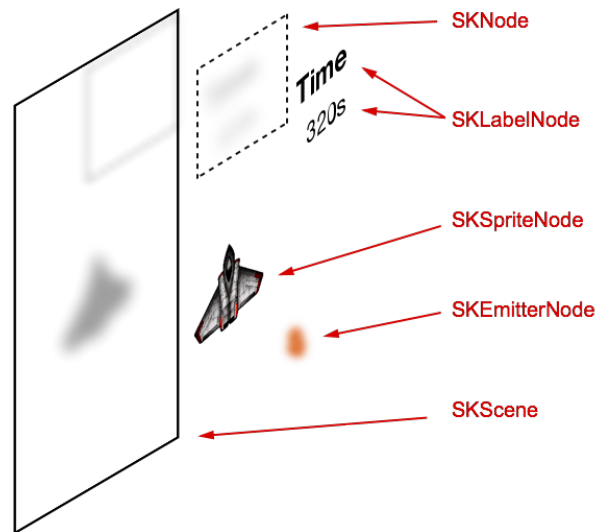 SKNode
Time
320s
SKLabelNode
SKSpriteNode
SKEmitterNode
SKScene